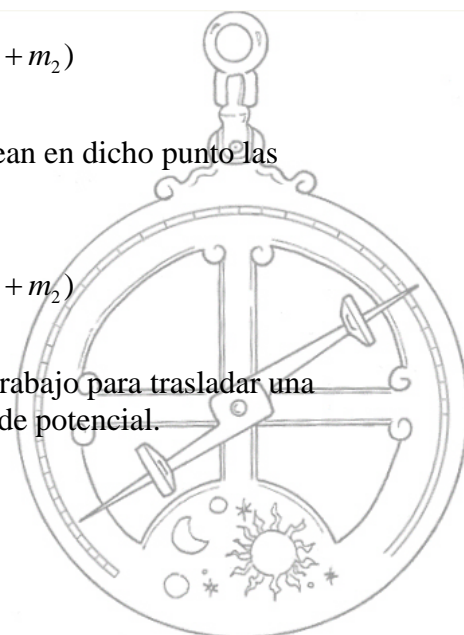 + m₂)
ean en dicho punto las
+ m₂)
rabajo para trasladar una
de potencial.